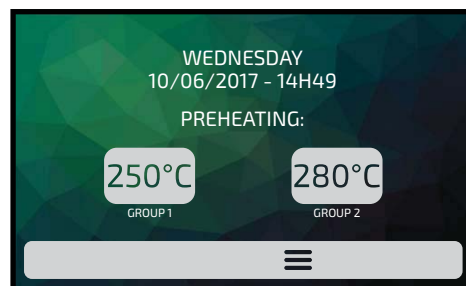 WEDNESDAY
10/06/2017 - 14H49
PREHEATING:
250°C 280°C
GROUP 1 GROUP 2